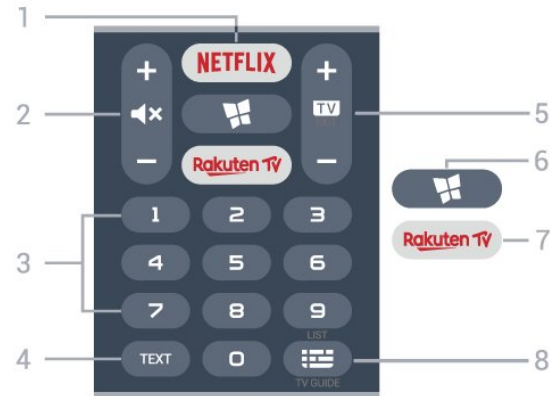 1
NETFLIX
+
+
2
TV
5
6
Rakuten TV
−
−
Rakuten TV
7
1 2 3
3
4 5 6
7 8 9
LIST
4
TEXT 0
8
TV GUIDE